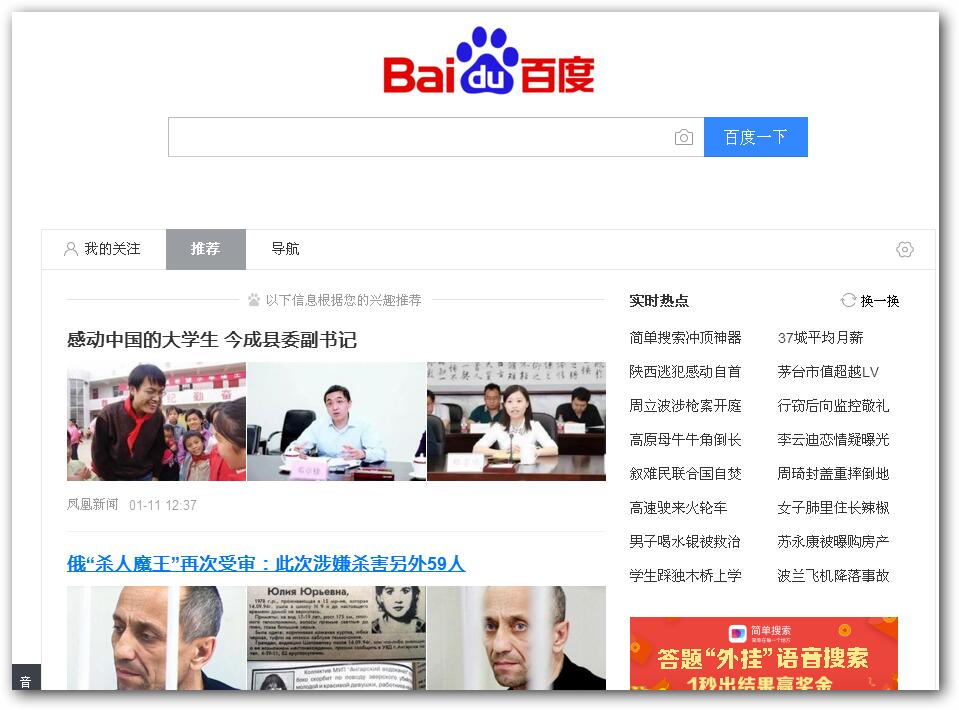 Bai du 百度
百度一下
我的关注 推荐 导航
以下信息根据您的兴趣推荐
感动中国的大学生 今成县委副书记
凤凰新闻 01-11 12:37
俄“杀人魔王”再次受审：此次涉嫌杀害另外59人
Юлия Юрьевна,
实时热点 换一换
简单搜索冲顶神器 37城平均月薪
陕西逃犯感动自首 茅台市值超越LV
周立波涉枪案开庭 行窃后向监控敬礼
高原母牛牛角倒长 李云迪恋情疑曝光
叙难民联合国自焚 周琦封盖重摔倒地
高速驶来火轮车 女子肺里住长辣椒
男子喝水银被救治 苏永康被曝购房产
学生踩独木桥上学 波兰飞机降落事故
简单搜索
答题“外挂”语音搜索
1秒出结果赢奖金
音